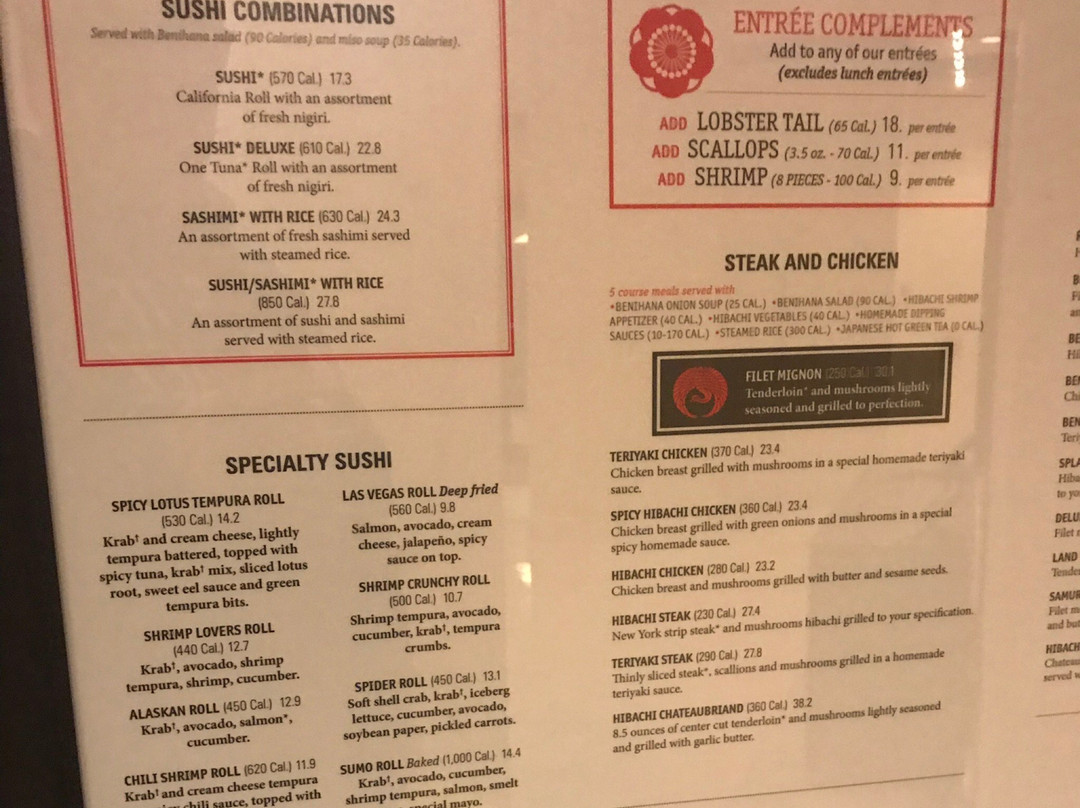 SUSHI COMBINATIONS
Served with Benihana salad (90 Calories) and miso soup (35 Calories).
SUSHI* (570 Cal.) 17.3
California Roll with an assortment
of fresh nigiri.
SUSHI* DELUXE (610 Cal.) 22.8
One Tuna* Roll with an assortment
of fresh nigiri.
SASHIMI* WITH RICE (630 Cal.) 24.3
An assortment of fresh sashimi served
with steamed rice.
SUSHI/SASHIMI* WITH RICE
(850 Cal.) 27.8
An assortment of sushi and sashimi
served with steamed rice.
SPECIALTY SUSHI
SPICY LOTUS TEMPURA ROLL
(530 Cal.) 14.2
Krab† and cream cheese, lightly
tempura battered, topped with
spicy tuna, krab† mix, sliced lotus
root, sweet eel sauce and green
tempura bits.
SHRIMP LOVERS ROLL
(440 Cal.) 12.7
Krab†, avocado, shrimp
tempura, shrimp, cucumber.
ALASKAN ROLL (450 Cal.) 12.9
Krab†, avocado, salmon*,
cucumber.
CHILI SHRIMP ROLL (620 Cal.) 11.9
Krab† and cream cheese tempura
chili sauce, topped with
LAS VEGAS ROLL Deep fried
(560 Cal.) 9.8
Salmon, avocado, cream
cheese, jalapeño, spicy
sauce on top.
SHRIMP CRUNCHY ROLL
(500 Cal.) 10.7
Shrimp tempura, avocado,
cucumber, krab†, tempura
crumbs.
SPIDER ROLL (450 Cal.) 13.1
Soft shell crab, krab†, iceberg
lettuce, cucumber, avocado,
soybean paper, pickled carrots.
SUMO ROLL Baked (1,000 Cal.) 14.4
Krab†, avocado, cucumber,
shrimp tempura, salmon, smelt
special mayo.
ENTRÉE COMPLEMENTS
Add to any of our entrées
(excludes lunch entrées)
ADD LOBSTER TAIL (65 Cal.) 18. per entrée
ADD SCALLOPS (3.5 oz. - 70 Cal.) 11. per entrée
ADD SHRIMP (8 PIECES - 100 Cal.) 9. per entrée
STEAK AND CHICKEN
5 course meals served with
•BENIHANA ONION SOUP (25 CAL.) •BENIHANA SALAD (90 CAL.) •HIBACHI SHRIMP
APPETIZER (40 CAL.) •HIBACHI VEGETABLES (40 CAL.) •HOMEMADE DIPPING
SAUCES (10-170 CAL.) •STEAMED RICE (300 CAL.) •JAPANESE HOT GREEN TEA (0 CAL.)
FILET MIGNON (250 Cal.) 30.1
Tenderloin* and mushrooms lightly
seasoned and grilled to perfection.
TERIYAKI CHICKEN (370 Cal.) 23.4
Chicken breast grilled with mushrooms in a special homemade teriyaki
sauce.
SPICY HIBACHI CHICKEN (360 Cal.) 23.4
Chicken breast grilled with green onions and mushrooms in a special
spicy homemade sauce.
HIBACHI CHICKEN (280 Cal.) 23.2
Chicken breast and mushrooms grilled with butter and sesame seeds.
HIBACHI STEAK (230 Cal.) 27.4
New York strip steak* and mushrooms hibachi grilled to your specification.
TERIYAKI STEAK (290 Cal.) 27.8
Thinly sliced steak*, scallions and mushrooms grilled in a homemade
teriyaki sauce.
HIBACHI CHATEAUBRIAND (360 Cal.) 38.2
8.5 ounces of center cut tenderloin* and mushrooms lightly seasoned
and grilled with garlic butter.
to yo
Filet
LAND
and but
HIBACH
Chateau
served w